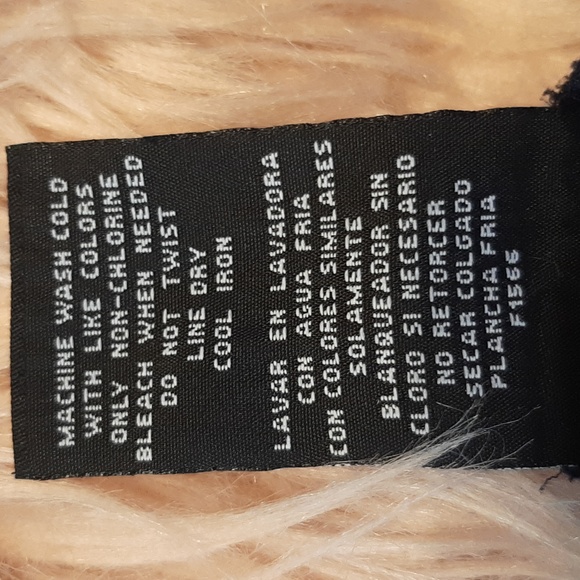 MACHINE WASH COLD
WITH LIKE COLORS
ONLY NON-CHLORINE
BLEACH WHEN NEEDED
DO NOT TWIST
LINE DRY
COOL IRON
LAVAR EN LAVADORA
CON AGUA FRIA
CON COLORES SIMILARES
SOLAMENTE
BLANQUEADOR SIN
CLORO SI NECESARIO
NO RETORCER
SECAR COLGADO
PLANCHA FRIA
F1566